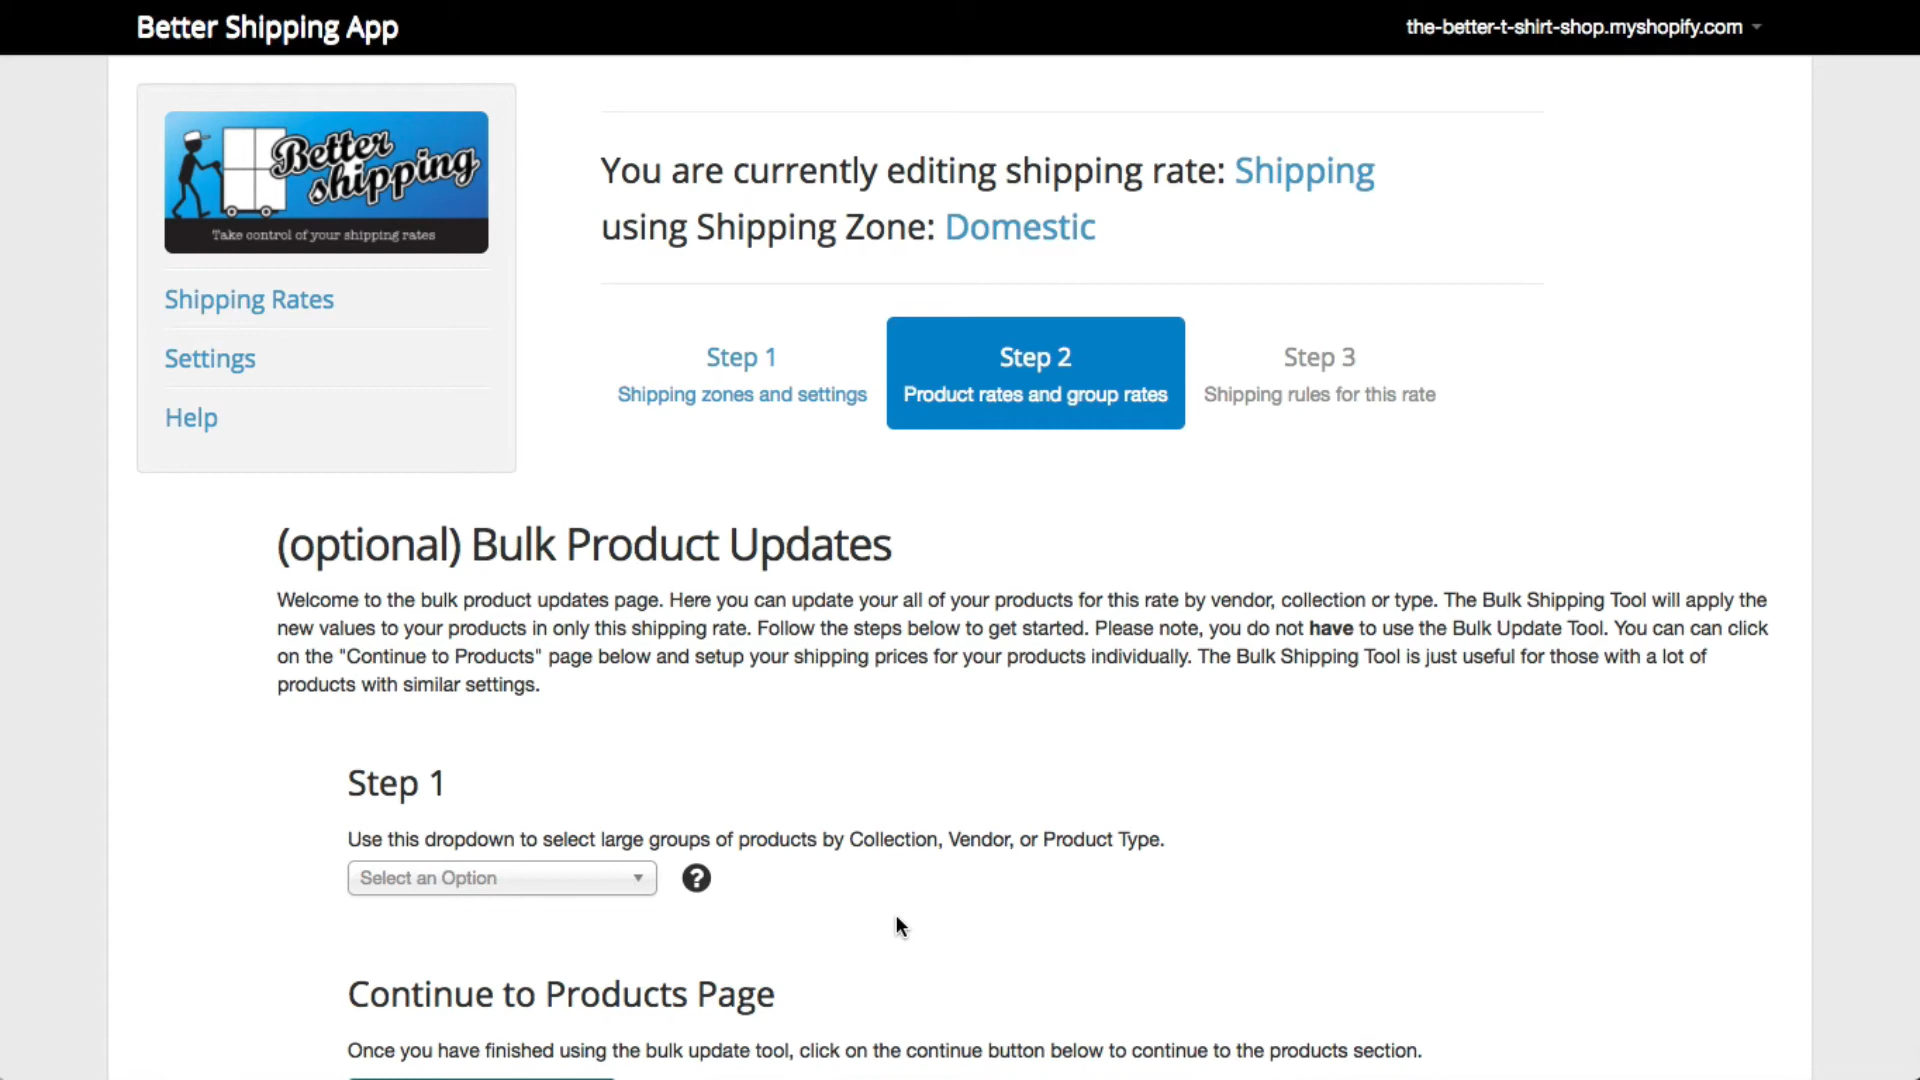 Better Shipping App
the-better-t-shirt-shop.myshopify.com
Better
shipping
Take control of your shipping rates
Shipping Rates
Settings
Help
You are currently editing shipping rate: Shipping
using Shipping Zone: Domestic
Step 1
Shipping zones and settings
Step 2
Product rates and group rates
Step 3
Shipping rules for this rate
(optional) Bulk Product Updates
Welcome to the bulk product updates page. Here you can update your all of your products for this rate by vendor, collection or type. The Bulk Shipping Tool will apply the
new values to your products in only this shipping rate. Follow the steps below to get started. Please note, you do not have to use the Bulk Update Tool. You can can click
on the "Continue to Products" page below and setup your shipping prices for your products individually. The Bulk Shipping Tool is just useful for those with a lot of
products with similar settings.
Step 1
Use this dropdown to select large groups of products by Collection, Vendor, or Product Type.
Select an Option
?
Continue to Products Page
Once you have finished using the bulk update tool, click on the continue button below to continue to the products section.